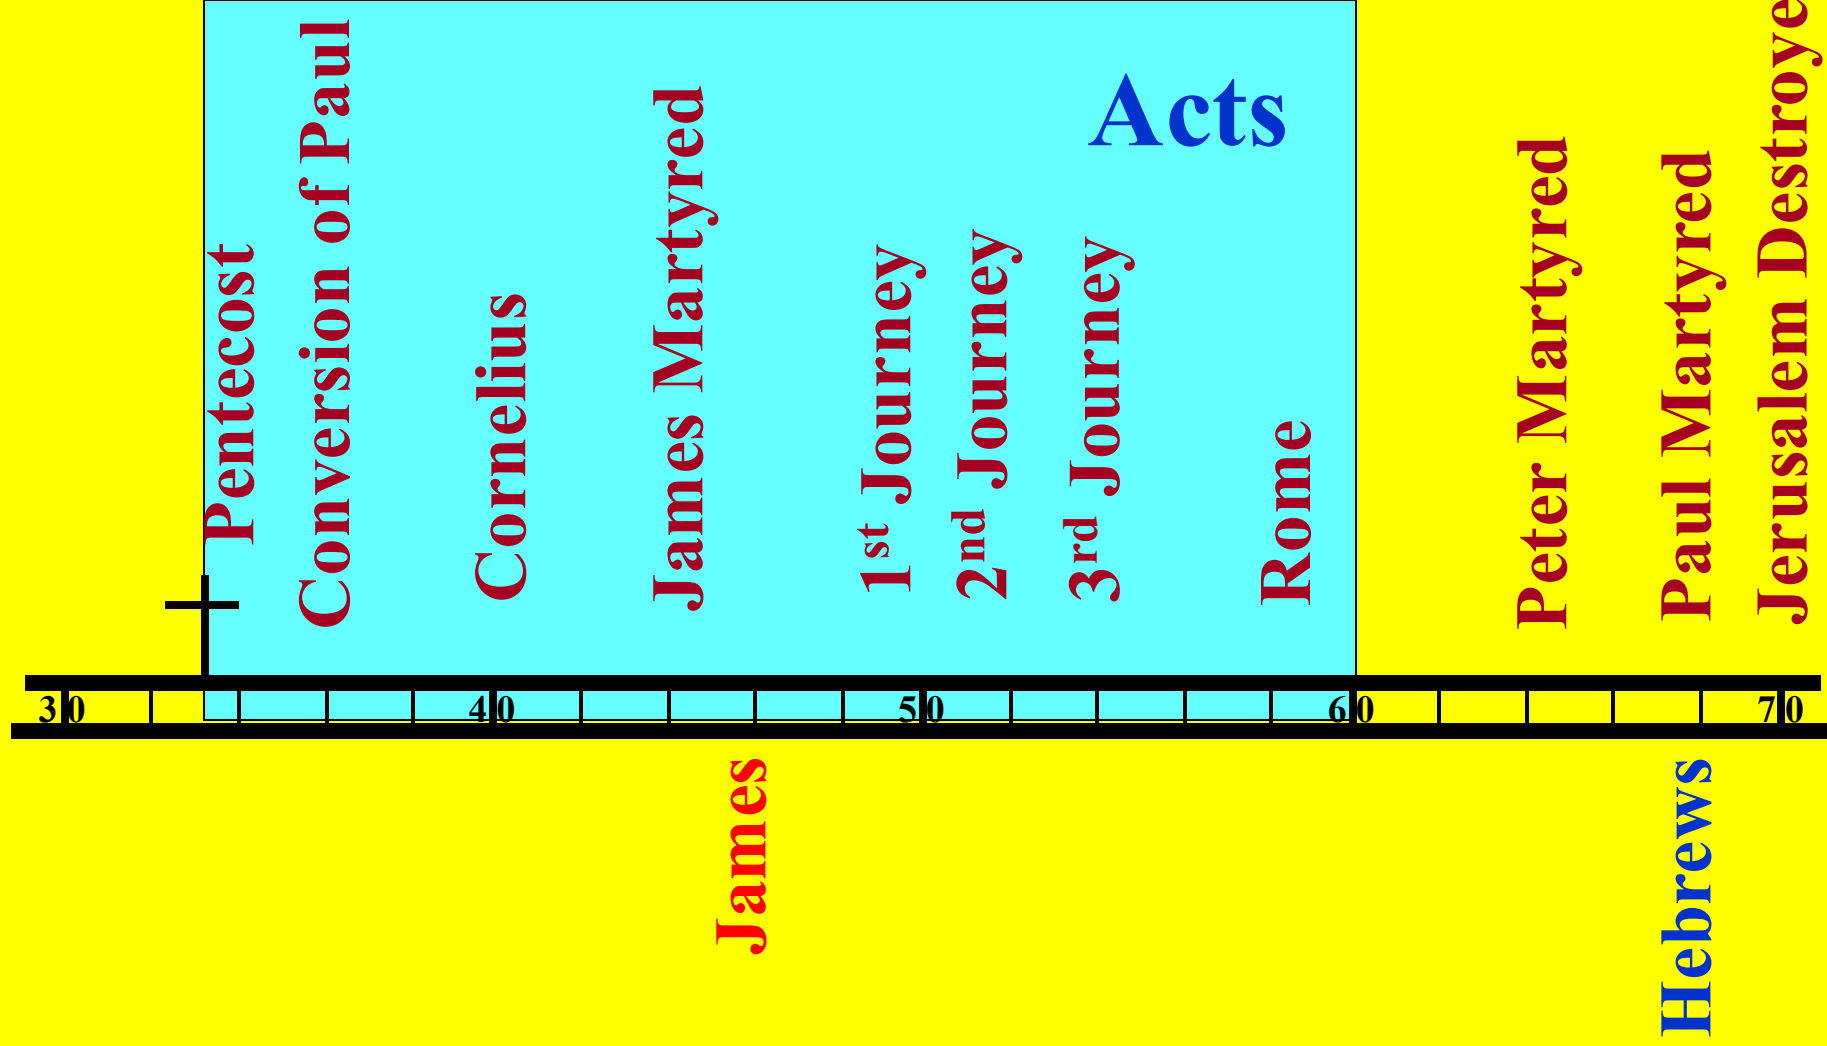 Acts
Pentecost
Conversion of Paul
Cornelius
James Martyred
1st Journey
2nd Journey
3rd Journey
Rome
Peter Martyred
Paul Martyred
Jerusalem Destroye
30 40 50 60 70
James
Hebrews